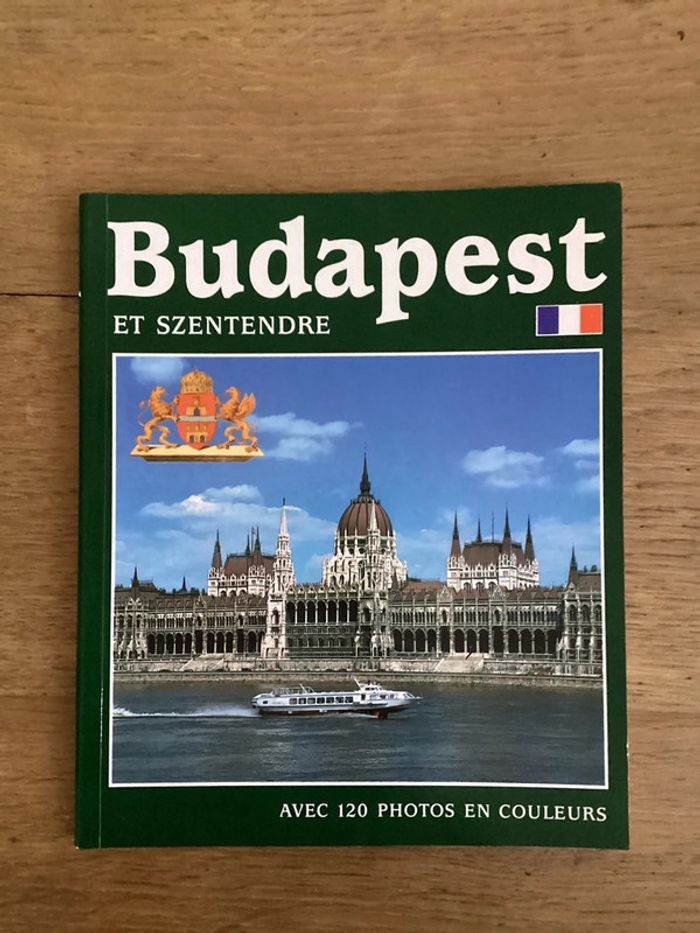 Budapest
ET SZENTENDRE
AVEC 120 PHOTOS EN COULEURS